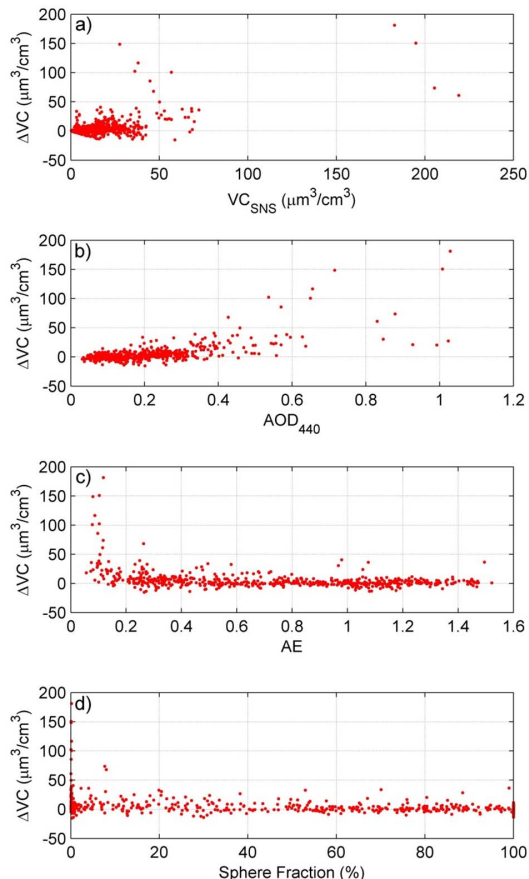 a)
200
150
100
50
0
-50
ΔVC (μm³/cm³)
0 50 100 150 200 250
VC_SNS (μm³/cm³)
b)
200
150
100
50
0
-50
ΔVC (μm³/cm³)
0 0.2 0.4 0.6 0.8 1 1.2
AOD_440
c)
200
150
100
50
0
-50
ΔVC (μm³/cm³)
0 0.2 0.4 0.6 0.8 1 1.2 1.4 1.6
AE
d)
200
150
100
50
0
-50
ΔVC (μm³/cm³)
0 20 40 60 80 100
Sphere Fraction (%)